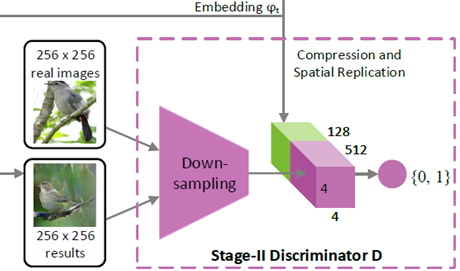 Embedding φt
256 x 256
real images
Compression and
Spatial Replication
128
512
Down-
sampling
4
4
{0, 1}
256 x 256
results
Stage-II Discriminator D